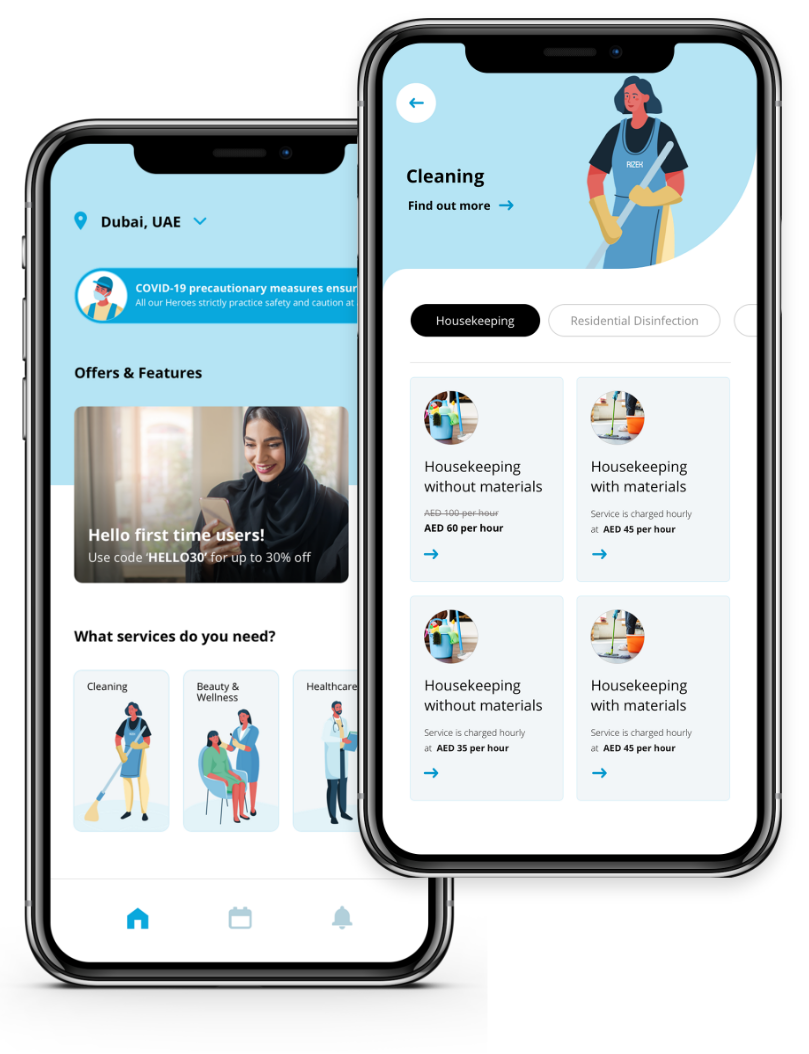 Dubai, UAE
COVID-19 precautionary measures ensur
All our Heroes strictly practice safety and caution at
Offers & Features
Hello first time users!
Use code ‘HELLO30’ for up to 30% off
What services do you need?
Cleaning
Beauty &
Wellness
Healthcare
RIZEK
Cleaning
Find out more
Housekeeping
Residential Disinfection
Housekeeping
without materials
AED 100 per hour
AED 60 per hour
Housekeeping
with materials
Service is charged hourly
at AED 45 per hour
Housekeeping
without materials
Service is charged hourly
at AED 35 per hour
Housekeeping
with materials
Service is charged hourly
at AED 45 per hour